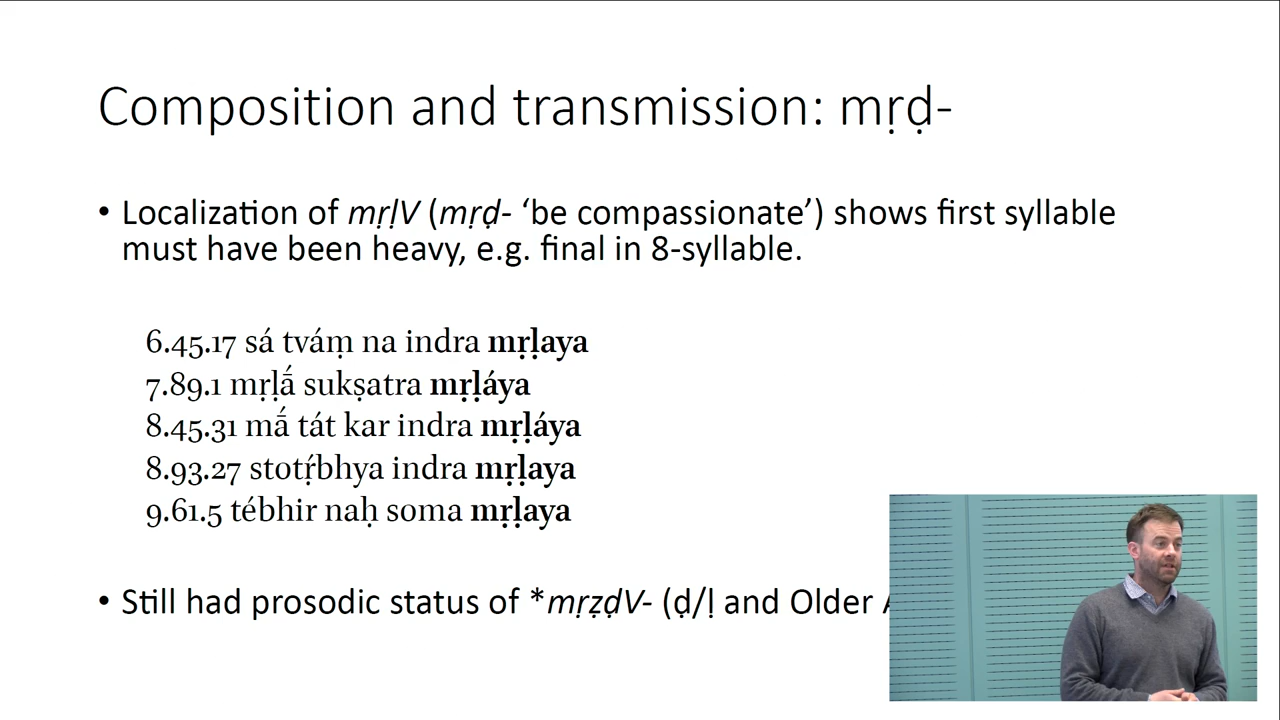 Composition and transmission: mṛḍ-
• Localization of mṛḷV (mṛḍ- ‘be compassionate’) shows first syllable
must have been heavy, e.g. final in 8-syllable.
6.45.17 sá tváṃ na indra mṛḷaya
7.89.1 mṛḷā́ sukṣatra mṛḷáya
8.45.31 mā́ tát kar indra mṛḷáya
8.93.27 stotṛ́bhya indra mṛḷaya
9.61.5 tébhir naḥ soma mṛḷaya
• Still had prosodic status of *mṛẓḍV- (ḍ/ḷ and Older